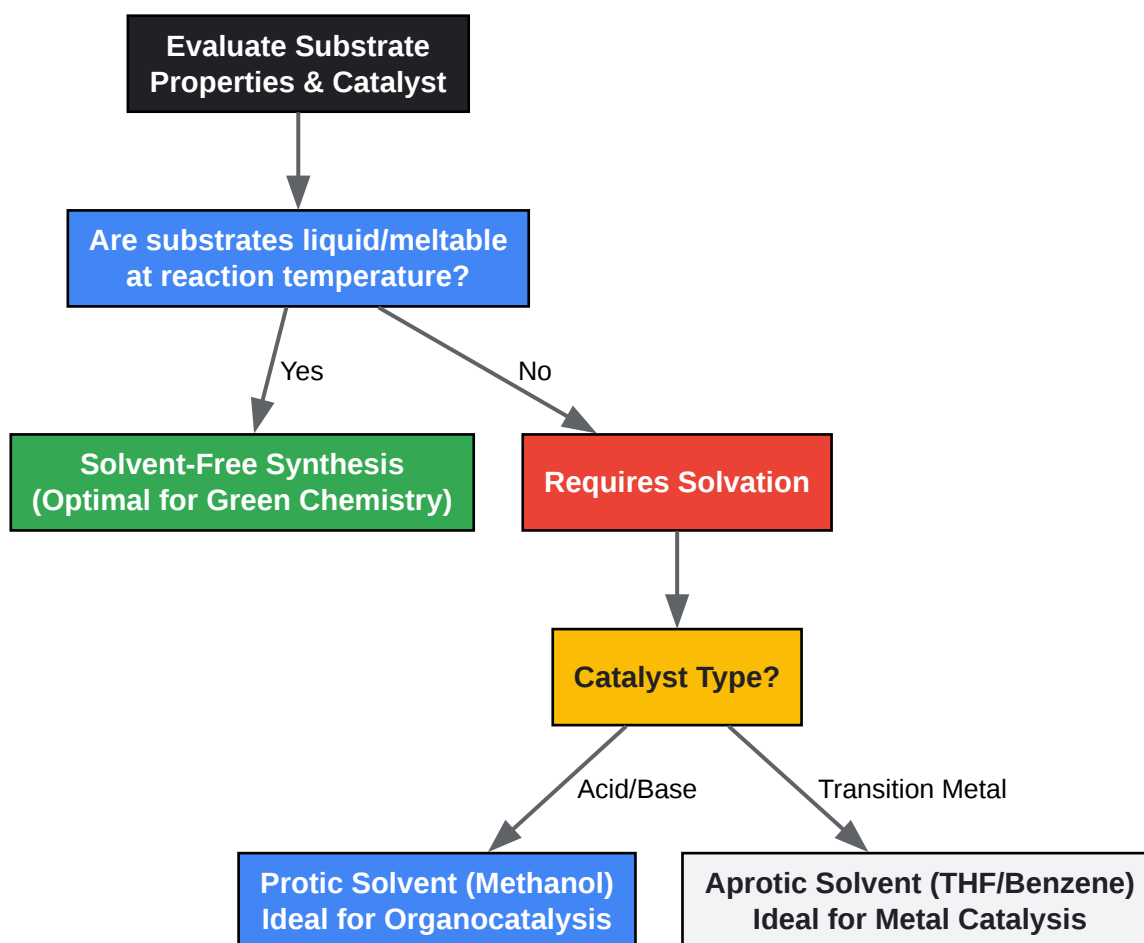 Evaluate Substrate
Properties & Catalyst
Are substrates liquid/meltable
at reaction temperature?
Yes
No
Solvent-Free Synthesis
(Optimal for Green Chemistry)
Requires Solvation
Catalyst Type?
Acid/Base
Transition Metal
Protic Solvent (Methanol)
Ideal for Organocatalysis
Aprotic Solvent (THF/Benzene)
Ideal for Metal Catalysis